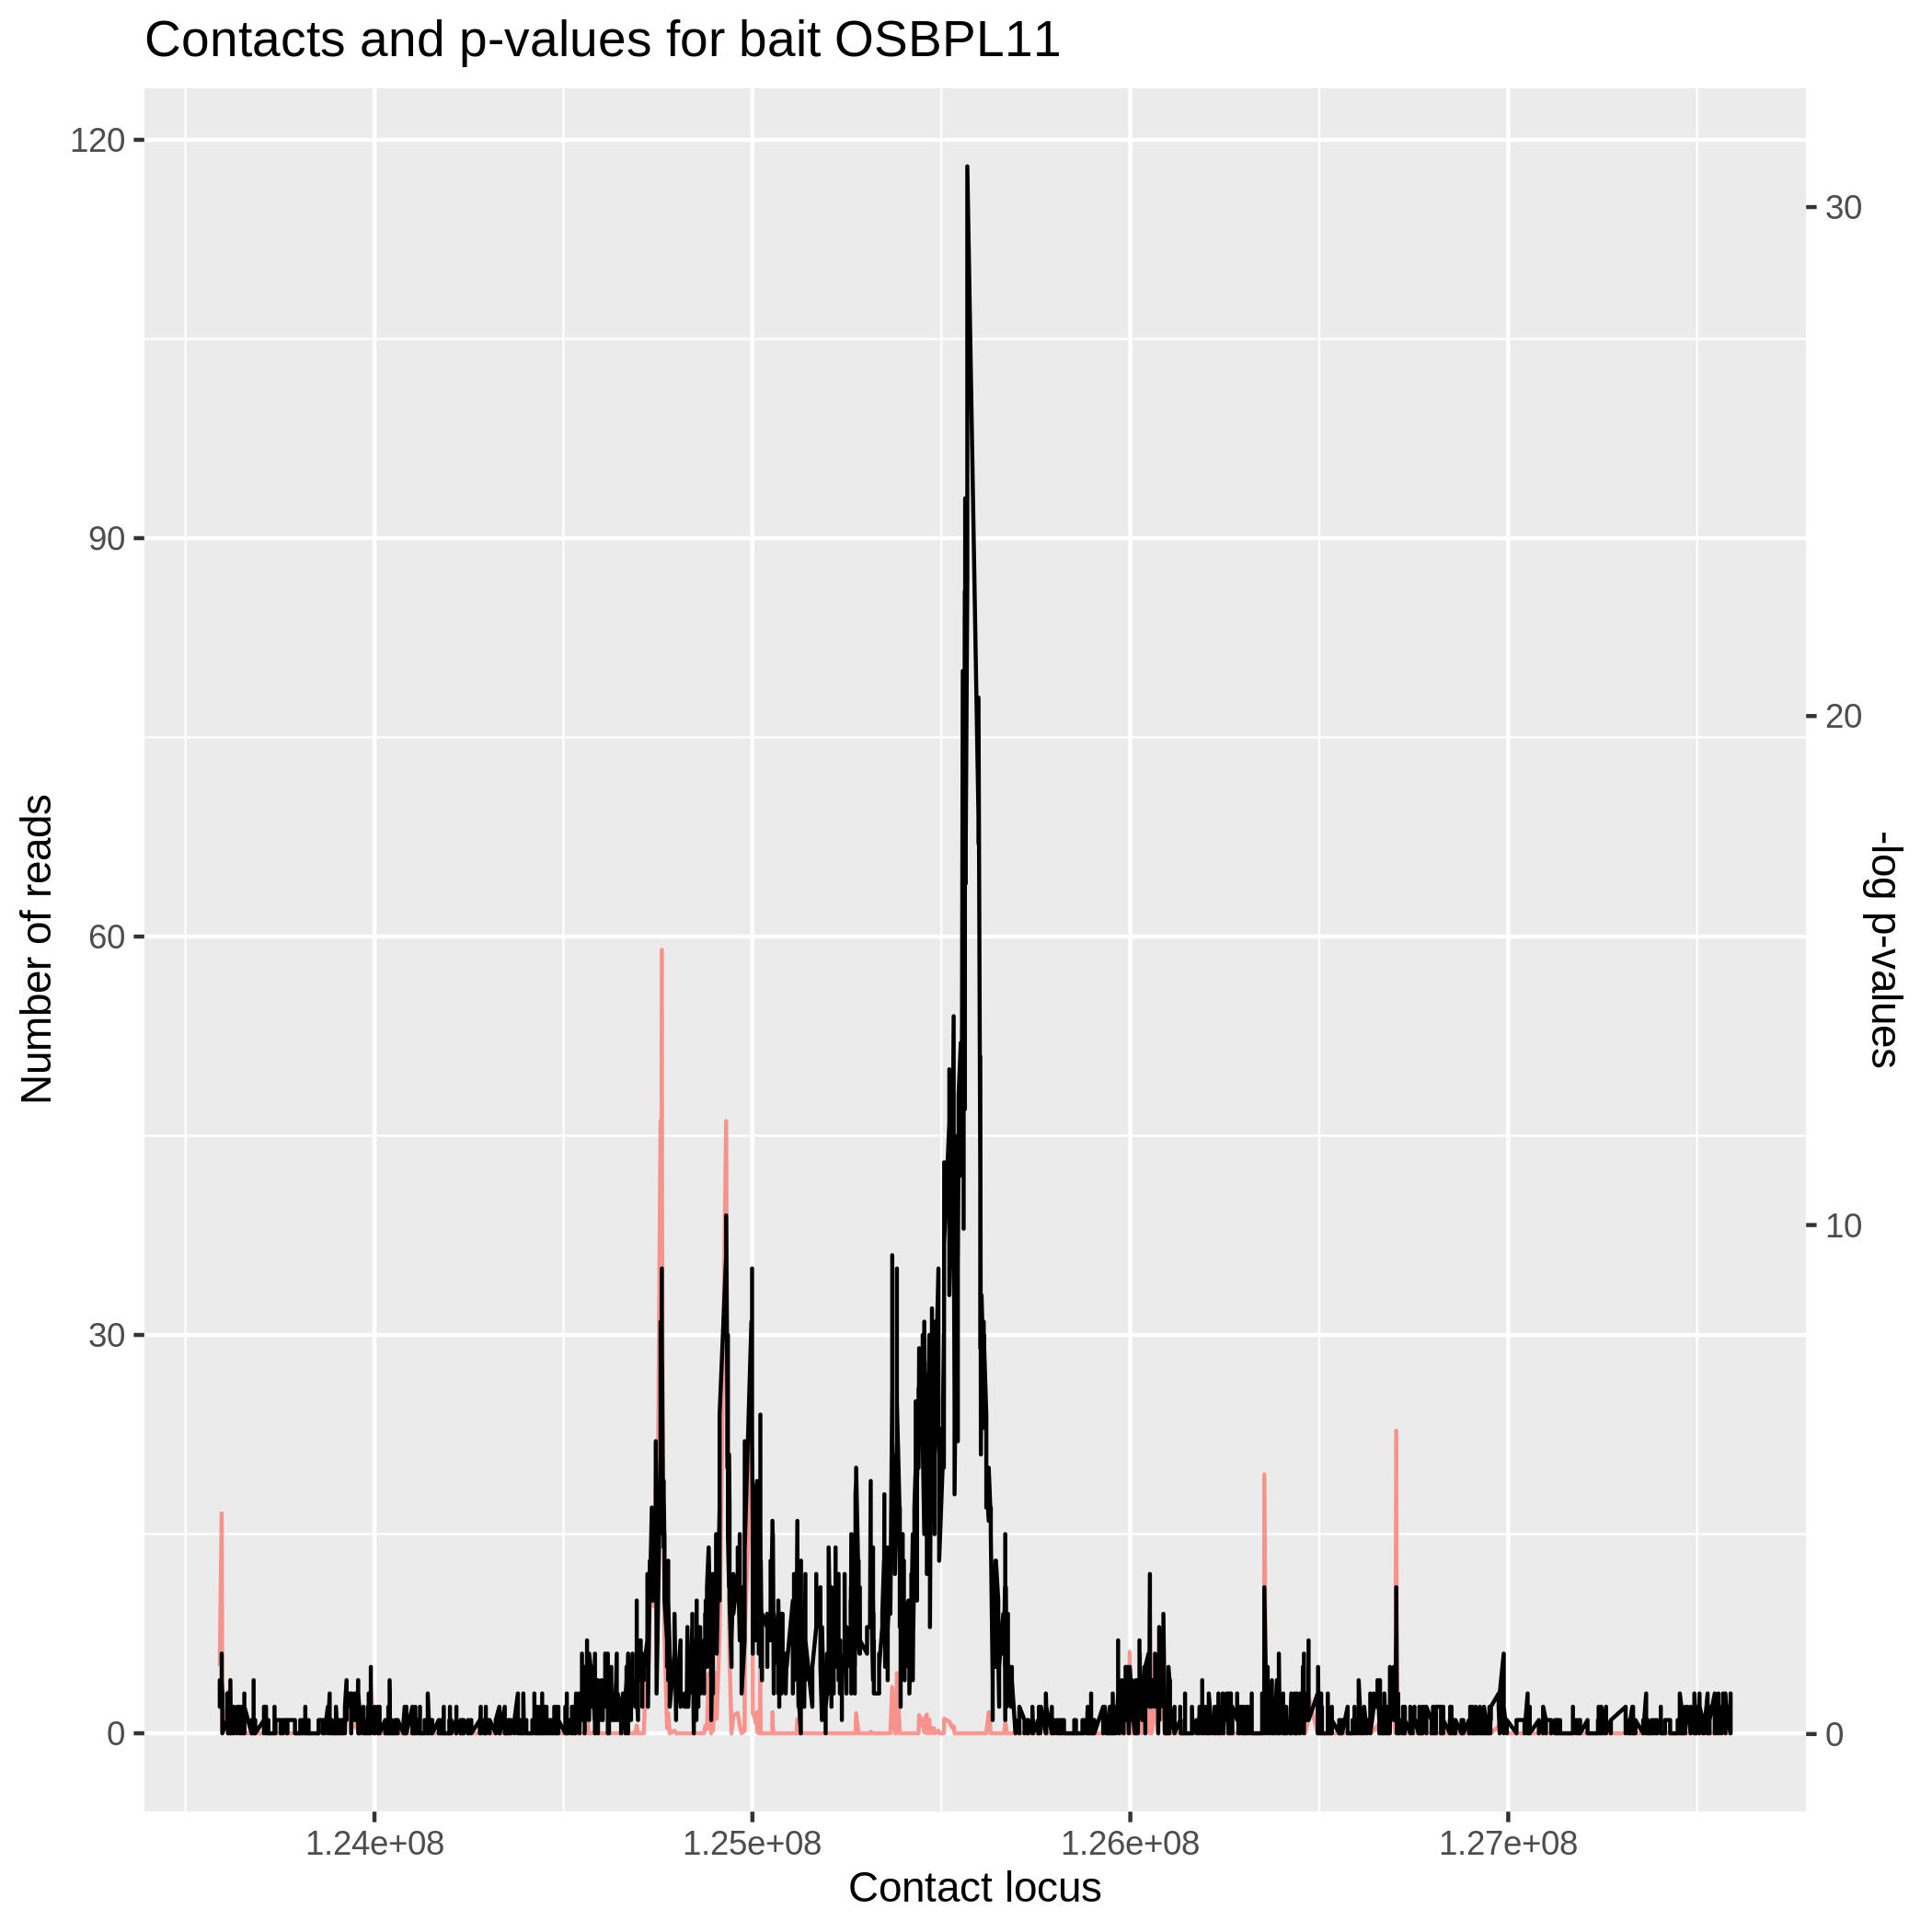 Contacts and p-values for bait OSBPL11
120
90
60
30
0
30
20
10
0
Number of reads
-log p-values
1.24e+08
1.25e+08
1.26e+08
1.27e+08
Contact locus